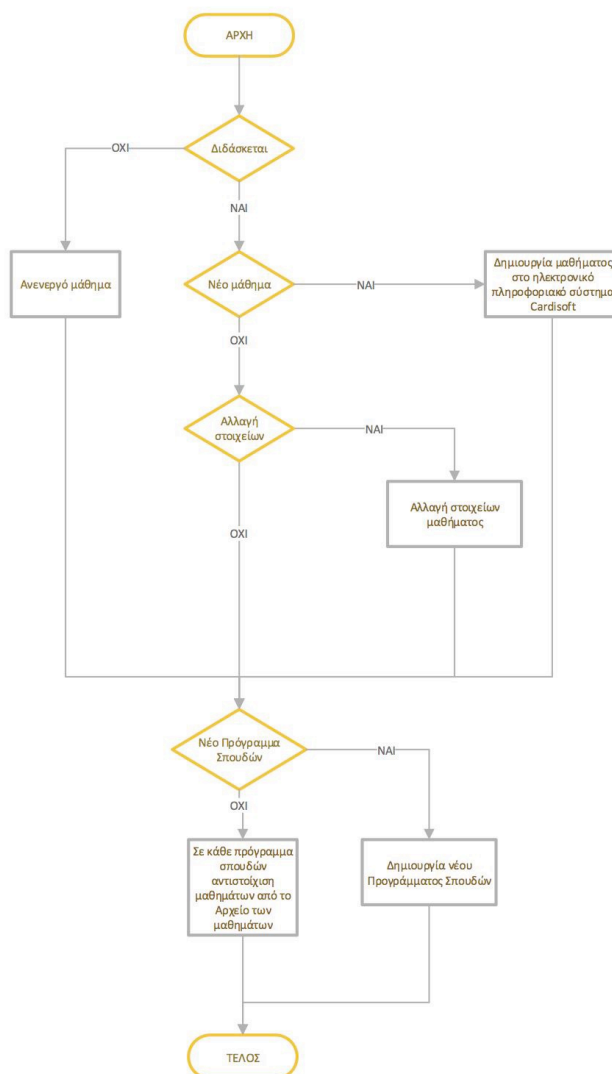 ΑΡΧΗ
Διδάσκεται
ΟΧΙ
ΝΑΙ
Ανενεργό μάθημα
Νέο μάθημα
ΝΑΙ
Δημιουργία μαθήματος
στο ηλεκτρονικό
πληροφοριακό σύστημα
Cardisoft
ΟΧΙ
Αλλαγή
στοιχείων
ΝΑΙ
Αλλαγή στοιχείων
μαθήματος
ΟΧΙ
Νέο Πρόγραμμα
Σπουδών
ΝΑΙ
ΟΧΙ
Σε κάθε πρόγραμμα
σπουδών
αντιστοίχιση
μαθημάτων από το
Αρχείο των
μαθημάτων
Δημιουργία νέου
Προγράμματος Σπουδών
ΤΕΛΟΣ